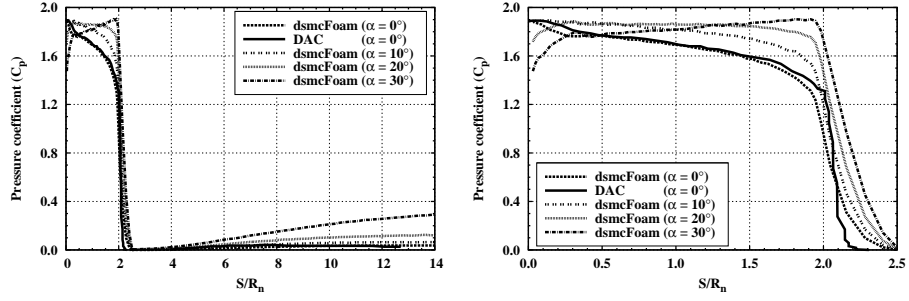 Pressure coefficient (Cp)
2.0
1.6
1.2
0.8
0.4
0.0
0 2 4 6 8 10 12 14
S/Rn
dsmcFoam (α = 0°)
DAC (α = 0°)
dsmcFoam (α = 10°)
dsmcFoam (α = 20°)
dsmcFoam (α = 30°)
Pressure coefficient (Cp)
2.0
1.6
1.2
0.8
0.4
0.0
0.0 0.5 1.0 1.5 2.0 2.5
S/Rn
dsmcFoam (α = 0°)
DAC (α = 0°)
dsmcFoam (α = 10°)
dsmcFoam (α = 20°)
dsmcFoam (α = 30°)